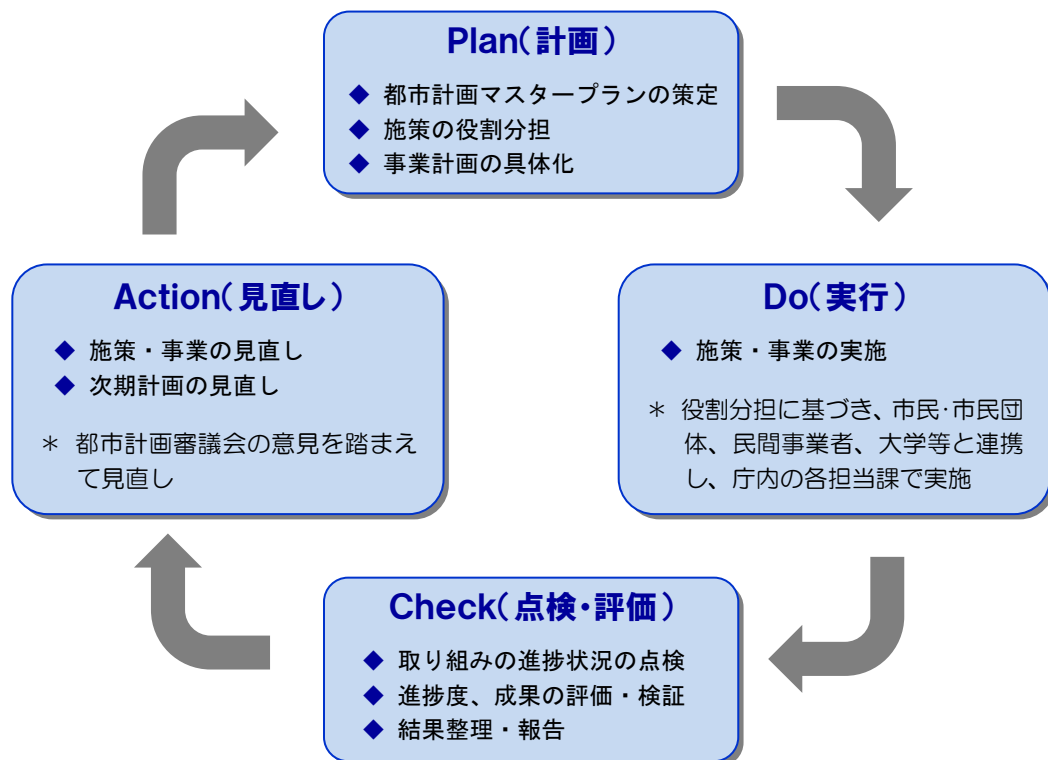 Plan(計画)
◆ 都市計画マスタープランの策定
◆ 施策の役割分担
◆ 事業計画の具体化
Do(実行)
◆ 施策・事業の実施
＊ 役割分担に基づき、市民・市民団
体、民間事業者、大学等と連携
し、庁内の各担当課で実施
Check(点検・評価)
◆ 取り組みの進捗状況の点検
◆ 進捗度、成果の評価・検証
◆ 結果整理・報告
Action(見直し)
◆ 施策・事業の見直し
◆ 次期計画の見直し
＊ 都市計画審議会の意見を踏まえ
て見直し